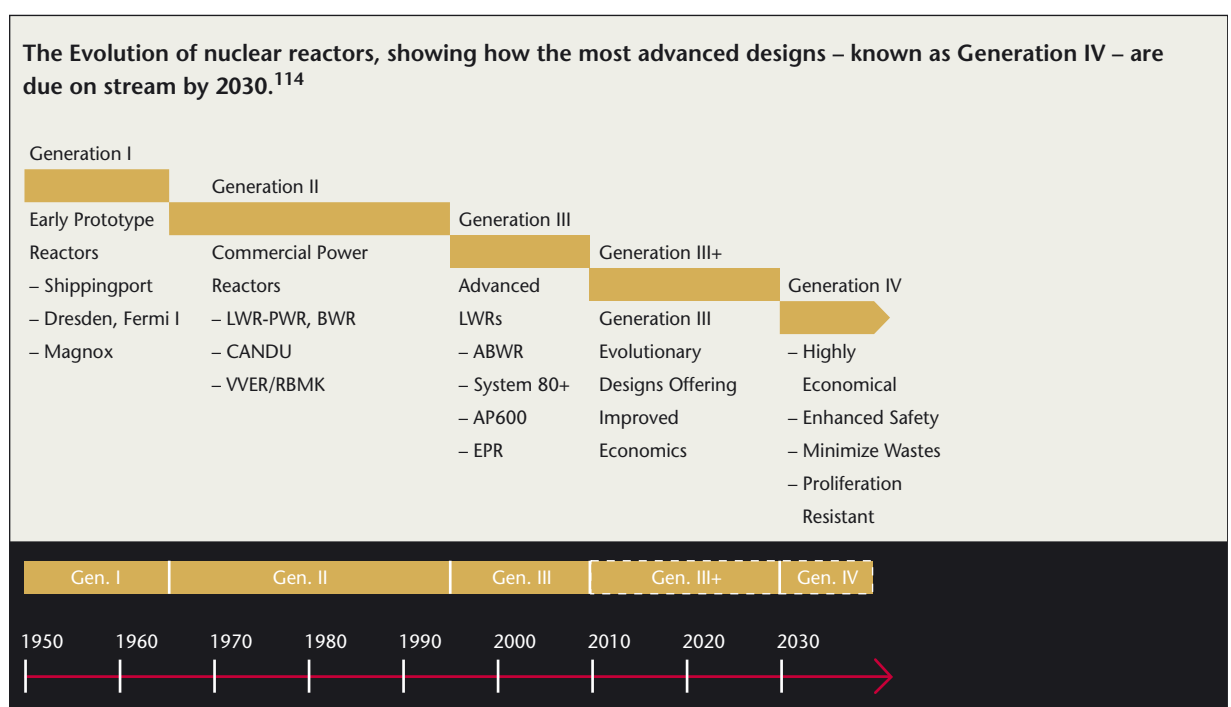 The Evolution of nuclear reactors, showing how the most advanced designs – known as Generation IV – are
due on stream by 2030.114
Generation I
Early Prototype
Reactors
– Shippingport
– Dresden, Fermi I
– Magnox
Generation II
Commercial Power
Reactors
– LWR-PWR, BWR
– CANDU
– VVER/RBMK
Generation III
Advanced
LWRs
– ABWR
– System 80+
– AP600
– EPR
Generation III+
Generation III
Evolutionary
Designs Offering
Improved
Economics
Generation IV
– Highly
Economical
– Enhanced Safety
– Minimize Wastes
– Proliferation
Resistant
Gen. I Gen. II Gen. III Gen. III+ Gen. IV
1950 1960 1970 1980 1990 2000 2010 2020 2030